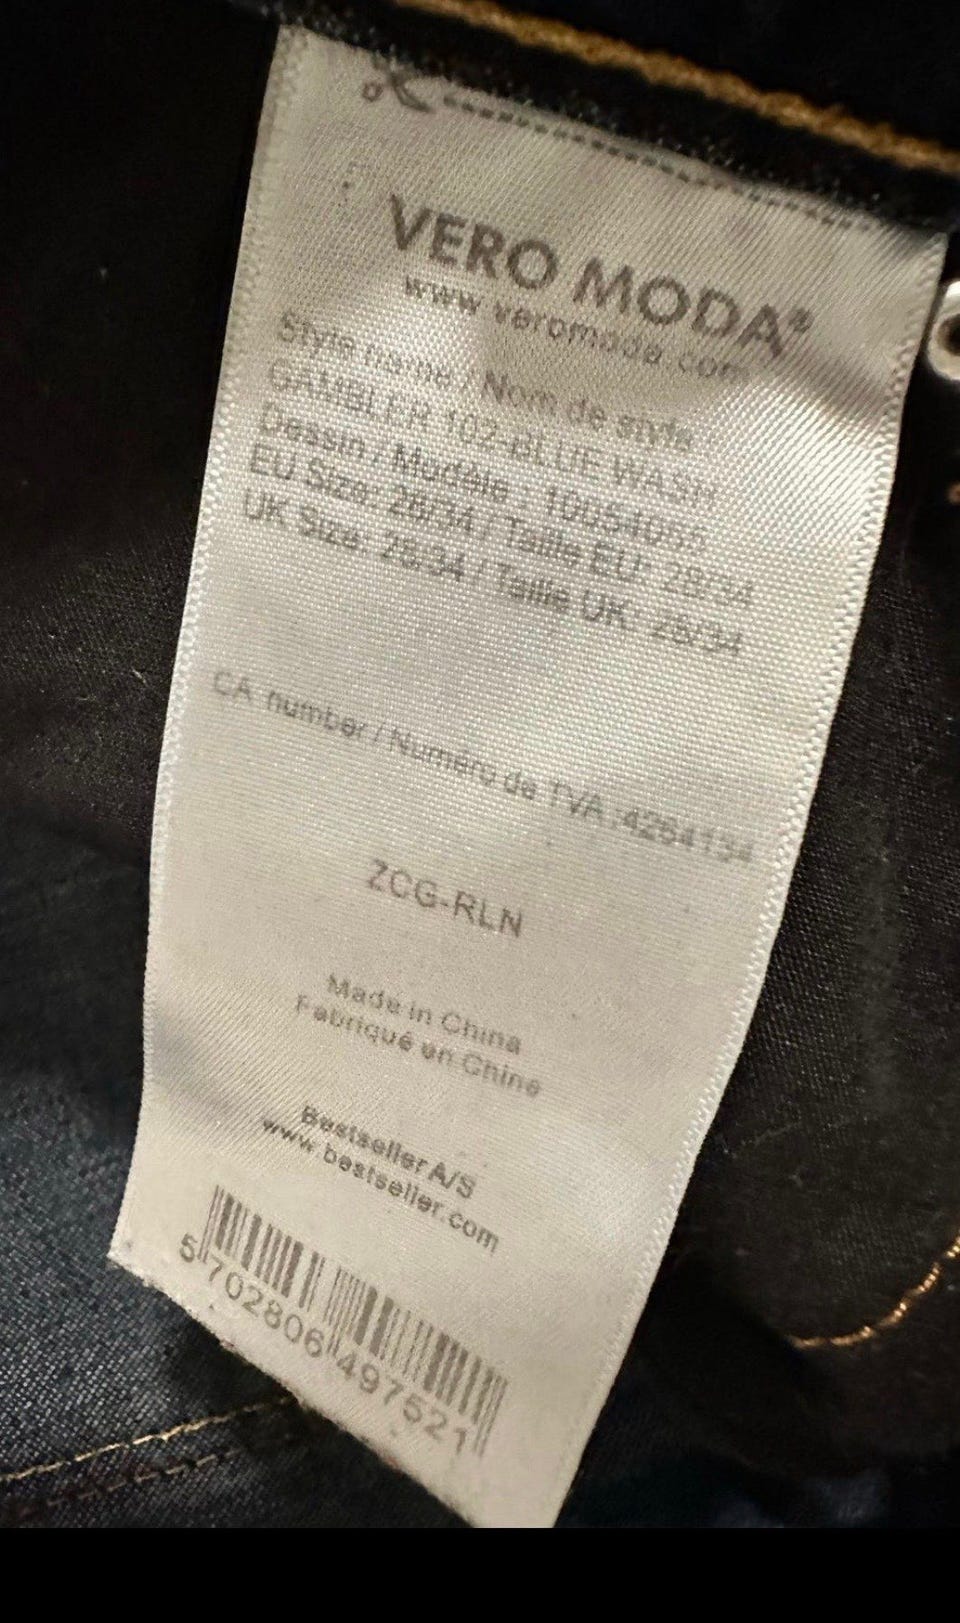 VERO MODA®
www.veromoda.com
Style name / Nom de style
GAMBLER 102-BLUE WASH
Dessin / Modèle : 10054055
EU Size: 28/34 / Taille EU: 28/34
UK Size: 28/34 / Taille UK: 28/34
CA number / Numéro de TVA :4264134
ZCG-RLN
Made in China
Fabriqué en Chine
Bestseller A/S
www.bestseller.com
5 702806 497521